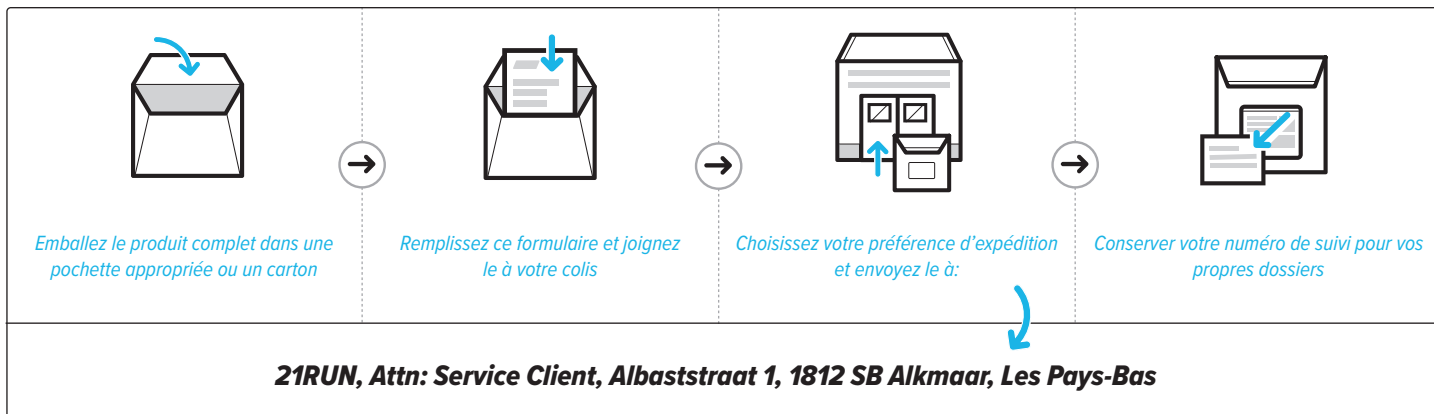 Emballez le produit complet dans une
pochette appropriée ou un carton
Remplissez ce formulaire et joignez
le à votre colis
Choisissez votre préférence d'expédition
et envoyez le à:
Conserver votre numéro de suivi pour vos
propres dossiers
21RUN, Attn: Service Client, Albaststraat 1, 1812 SB Alkmaar, Les Pays-Bas